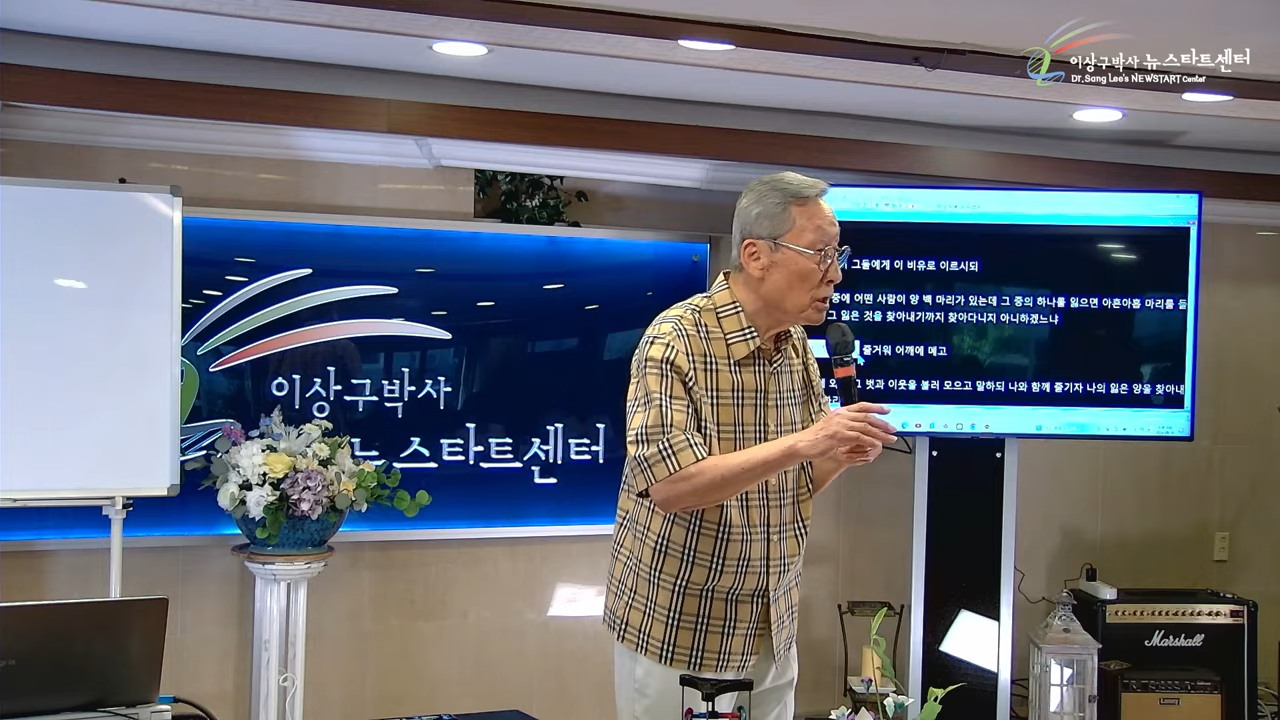 이상구박사 뉴스타트센터
Dr. Sang Lee's NEWSTART Center
그들에게 이 비유로 이르시되
중에 어떤 사람이 양 백 마리가 있는데 그 중의 하나를 잃으면 아흔아홉 마리를 들
그 잃은 것을 찾아내기까지 찾아다니지 아니하겠느냐
즐거워 어깨에 메고
그 벗과 이웃을 불러 모으고 말하되 나와 함께 즐기자 나의 잃은 양을 찾아내
이상구박사
뉴스타트센터
Marshall
Laney